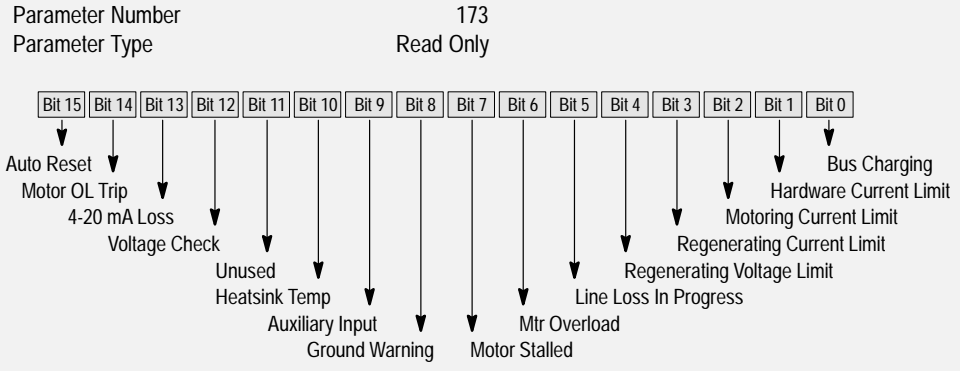 Parameter Number 173
Parameter Type Read Only
Bit 15 Bit 14 Bit 13 Bit 12 Bit 11 Bit 10 Bit 9 Bit 8 Bit 7 Bit 6 Bit 5 Bit 4 Bit 3 Bit 2 Bit 1 Bit 0
Auto Reset Bus Charging
Motor OL Trip Hardware Current Limit
4-20 mA Loss Motoring Current Limit
Voltage Check Regenerating Current Limit
Unused Regenerating Voltage Limit
Heatsink Temp Line Loss In Progress
Auxiliary Input Mtr Overload
Ground Warning Motor Stalled